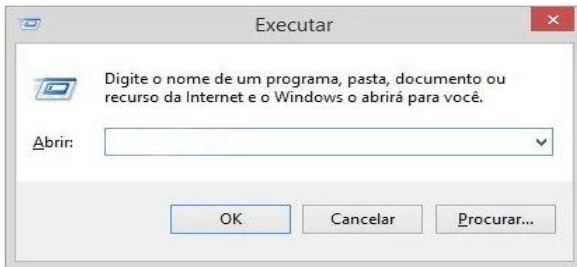 Executar
Digite o nome de um programa, pasta, documento ou
recurso da Internet e o Windows o abrirá para você.
Abrir:
OK Cancelar Procurar...